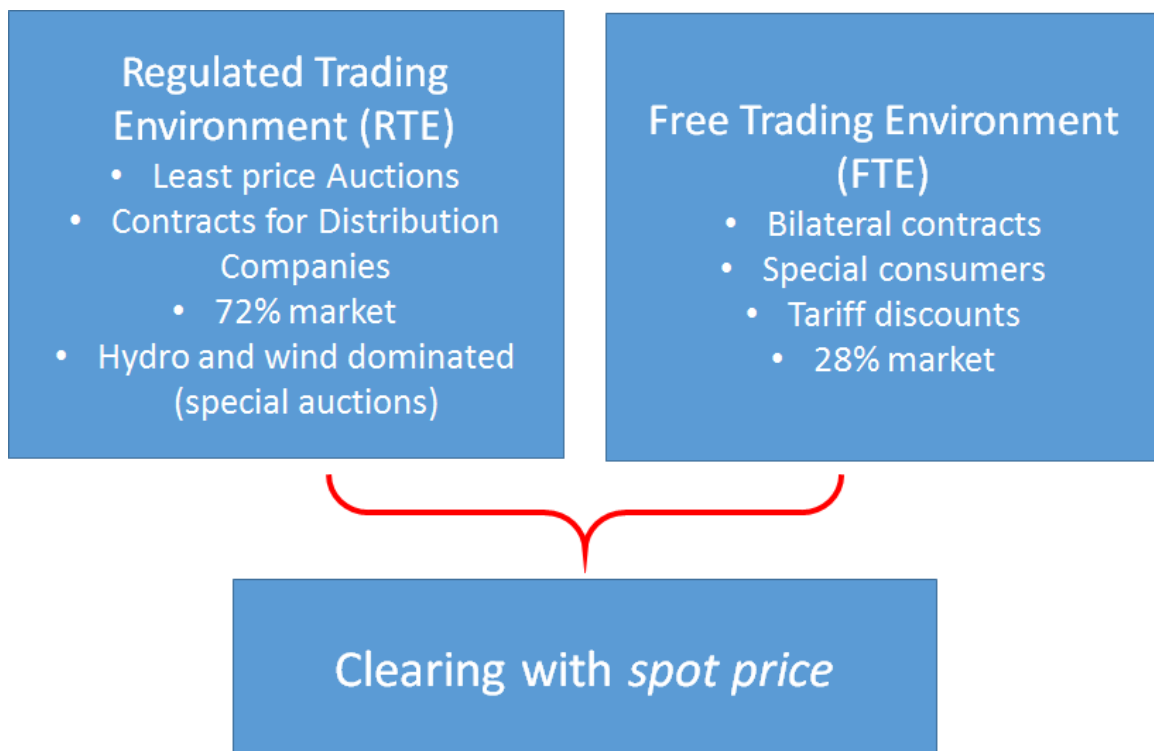 Regulated Trading
Environment (RTE)
• Least price Auctions
• Contracts for Distribution
Companies
• 72% market
• Hydro and wind dominated
(special auctions)
Free Trading Environment
(FTE)
• Bilateral contracts
• Special consumers
• Tariff discounts
• 28% market
Clearing with spot price